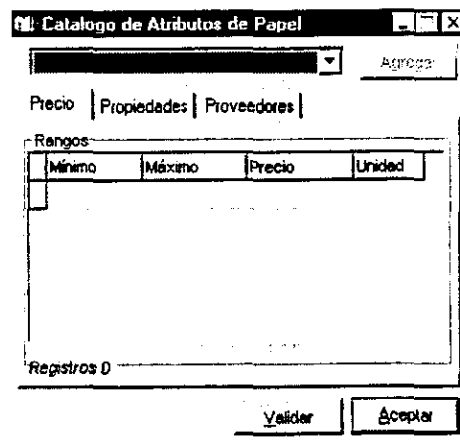 Catalogo de Atributos de Papel
Agregar
Precio Propiedades Proveedores
Rangos
Mínimo Máximo Precio Unidad
Registros 0
Validar Aceptar